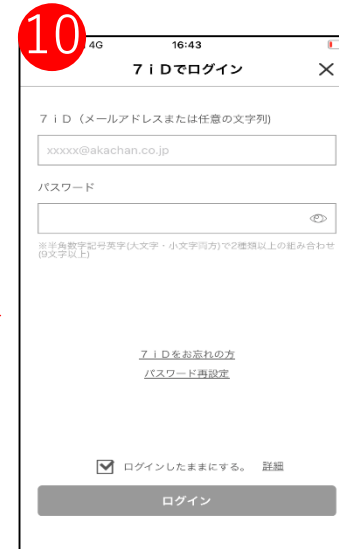 10
4G 16:43
7iDでログイン
7iD(メールアドレスまたは任意の文字列)
xxxxx@akachan.co.jp
パスワード
※半角数字記号英字(大文字・小文字両方)で2種類以上の組み合わせ
(9文字以上)
7iDをお忘れの方
パスワード再設定
ログインしたままにする。 詳細
ログイン